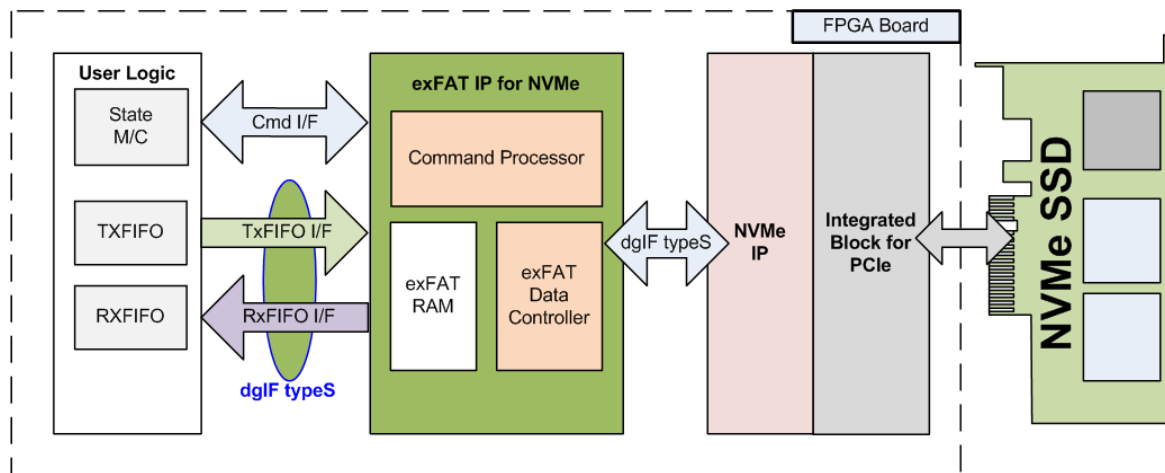 FPGA Board
User Logic
State
M/C
TXFIFO
RXFIFO
Cmd I/F
TxFIFO I/F
RxFIFO I/F
dgIF typeS
exFAT IP for NVMe
Command Processor
exFAT
RAM
exFAT
Data
Controller
dgIF typeS
NVMe
IP
Integrated
Block for
PCIe
NVMe SSD